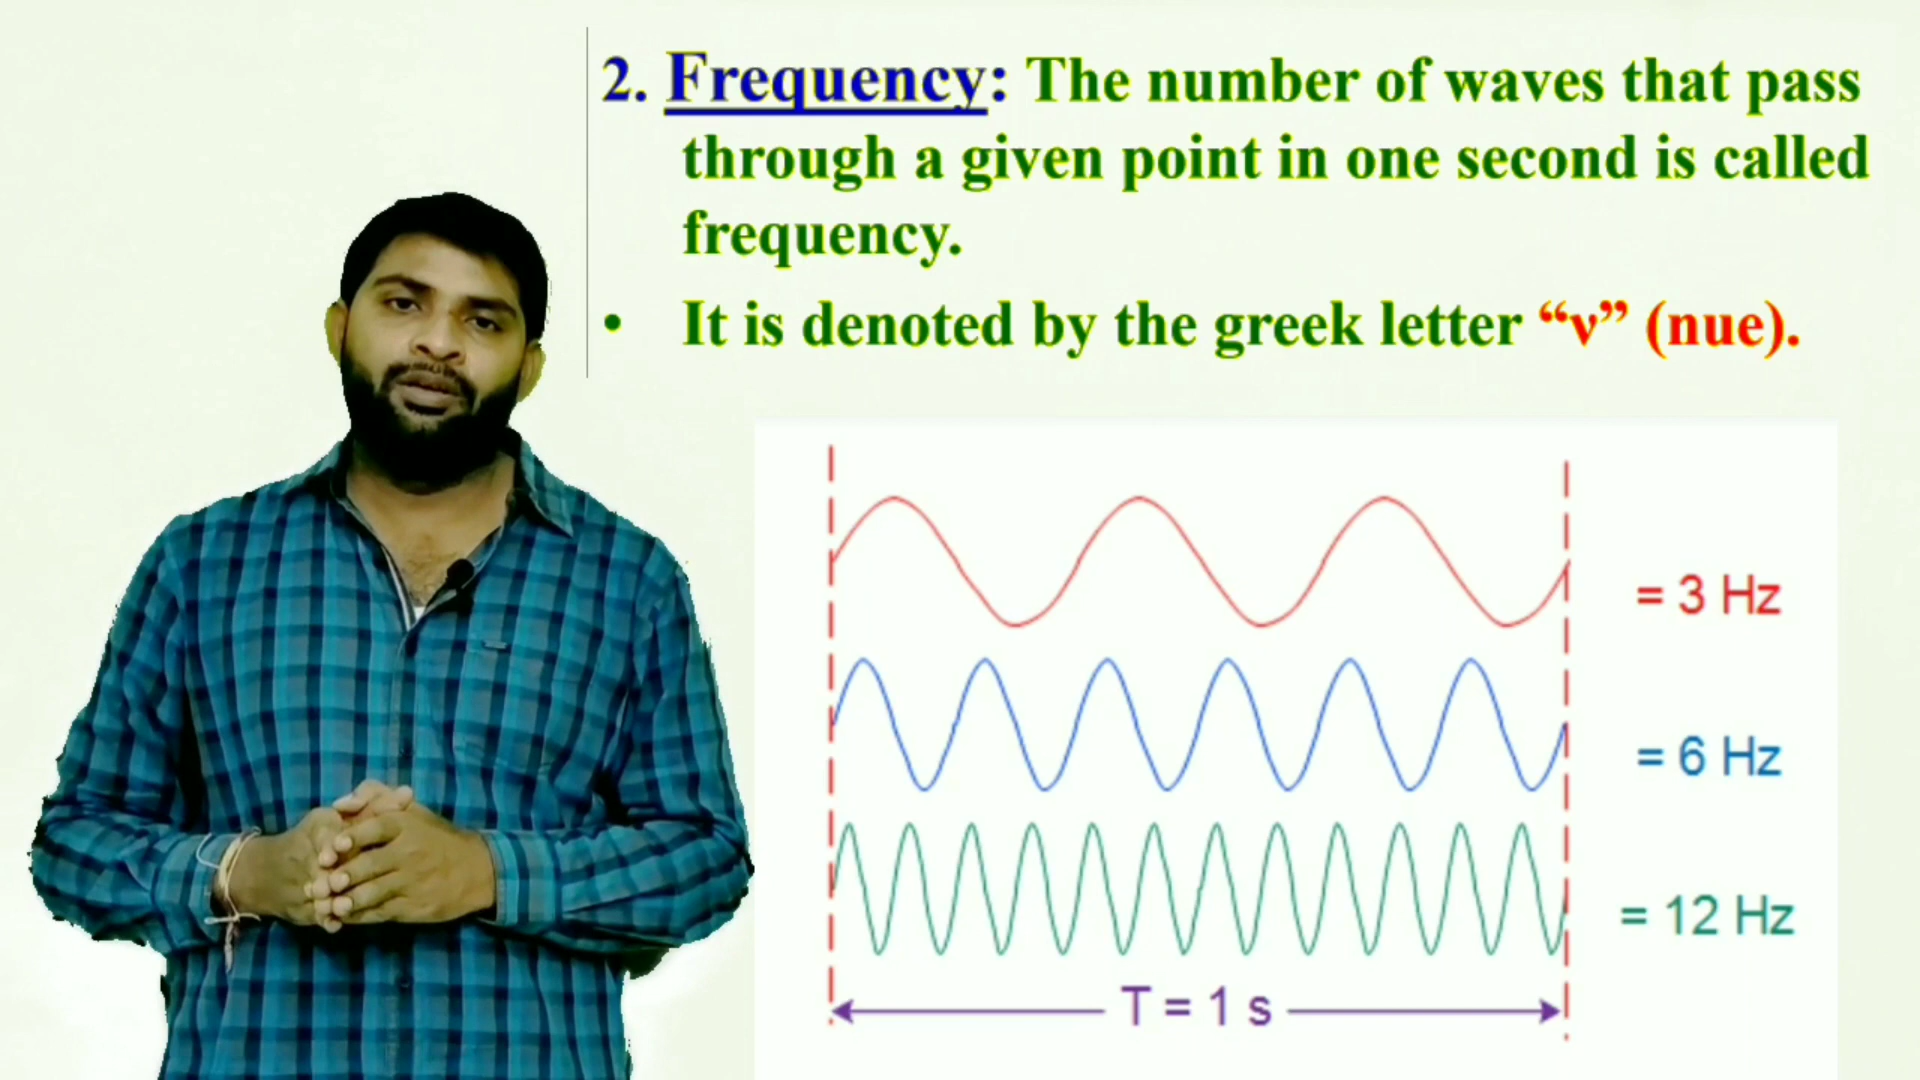 2. Frequency: The number of waves that pass
through a given point in one second is called
frequency.
• It is denoted by the greek letter “ν” (nue).
= 3 Hz
= 6 Hz
= 12 Hz
T = 1 s